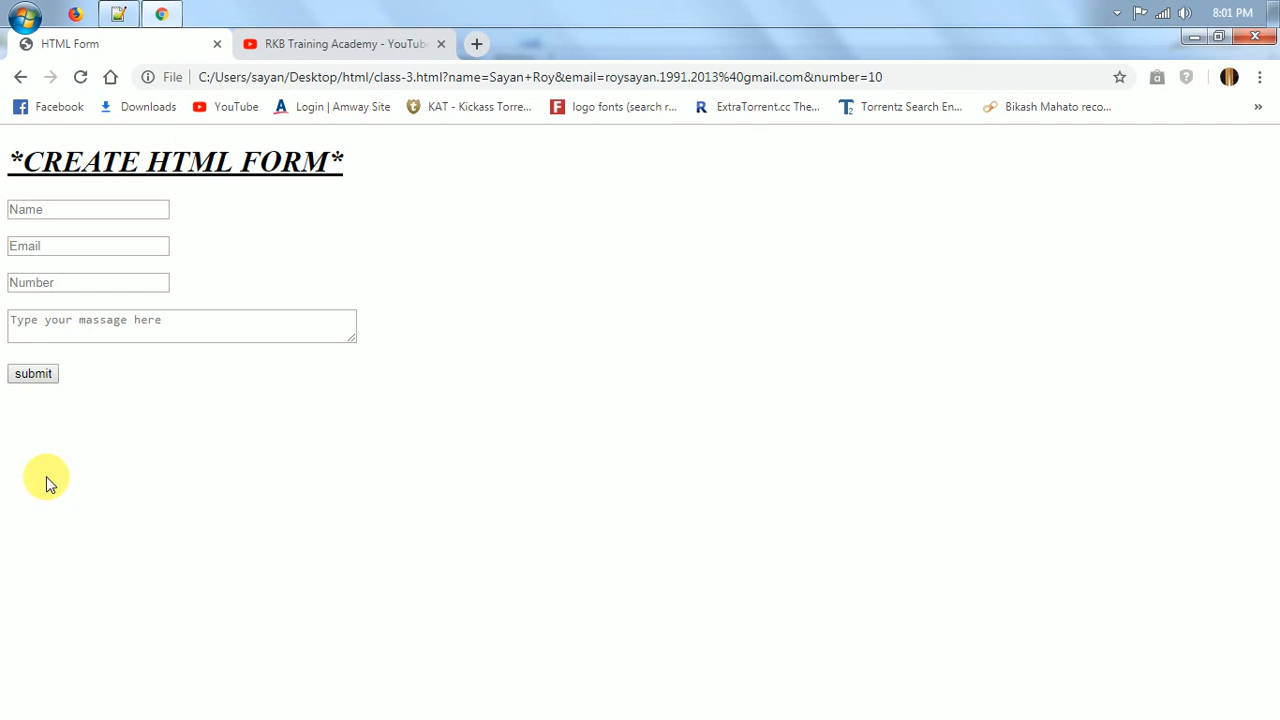 8:01 PM
HTML Form
RKB Training Academy - YouTube
File C:/Users/sayan/Desktop/html/class-3.html?name=Sayan+Roy&email=roysayan.1991.2013%40gmail.com&number=10
Facebook Downloads YouTube Login | Amway Site KAT - Kickass Torre... logo fonts (search r... ExtraTorrent.cc The... Torrentz Search En... Bikash Mahato reco... »
*CREATE HTML FORM*
Name
Email
Number
Type your massage here
submit